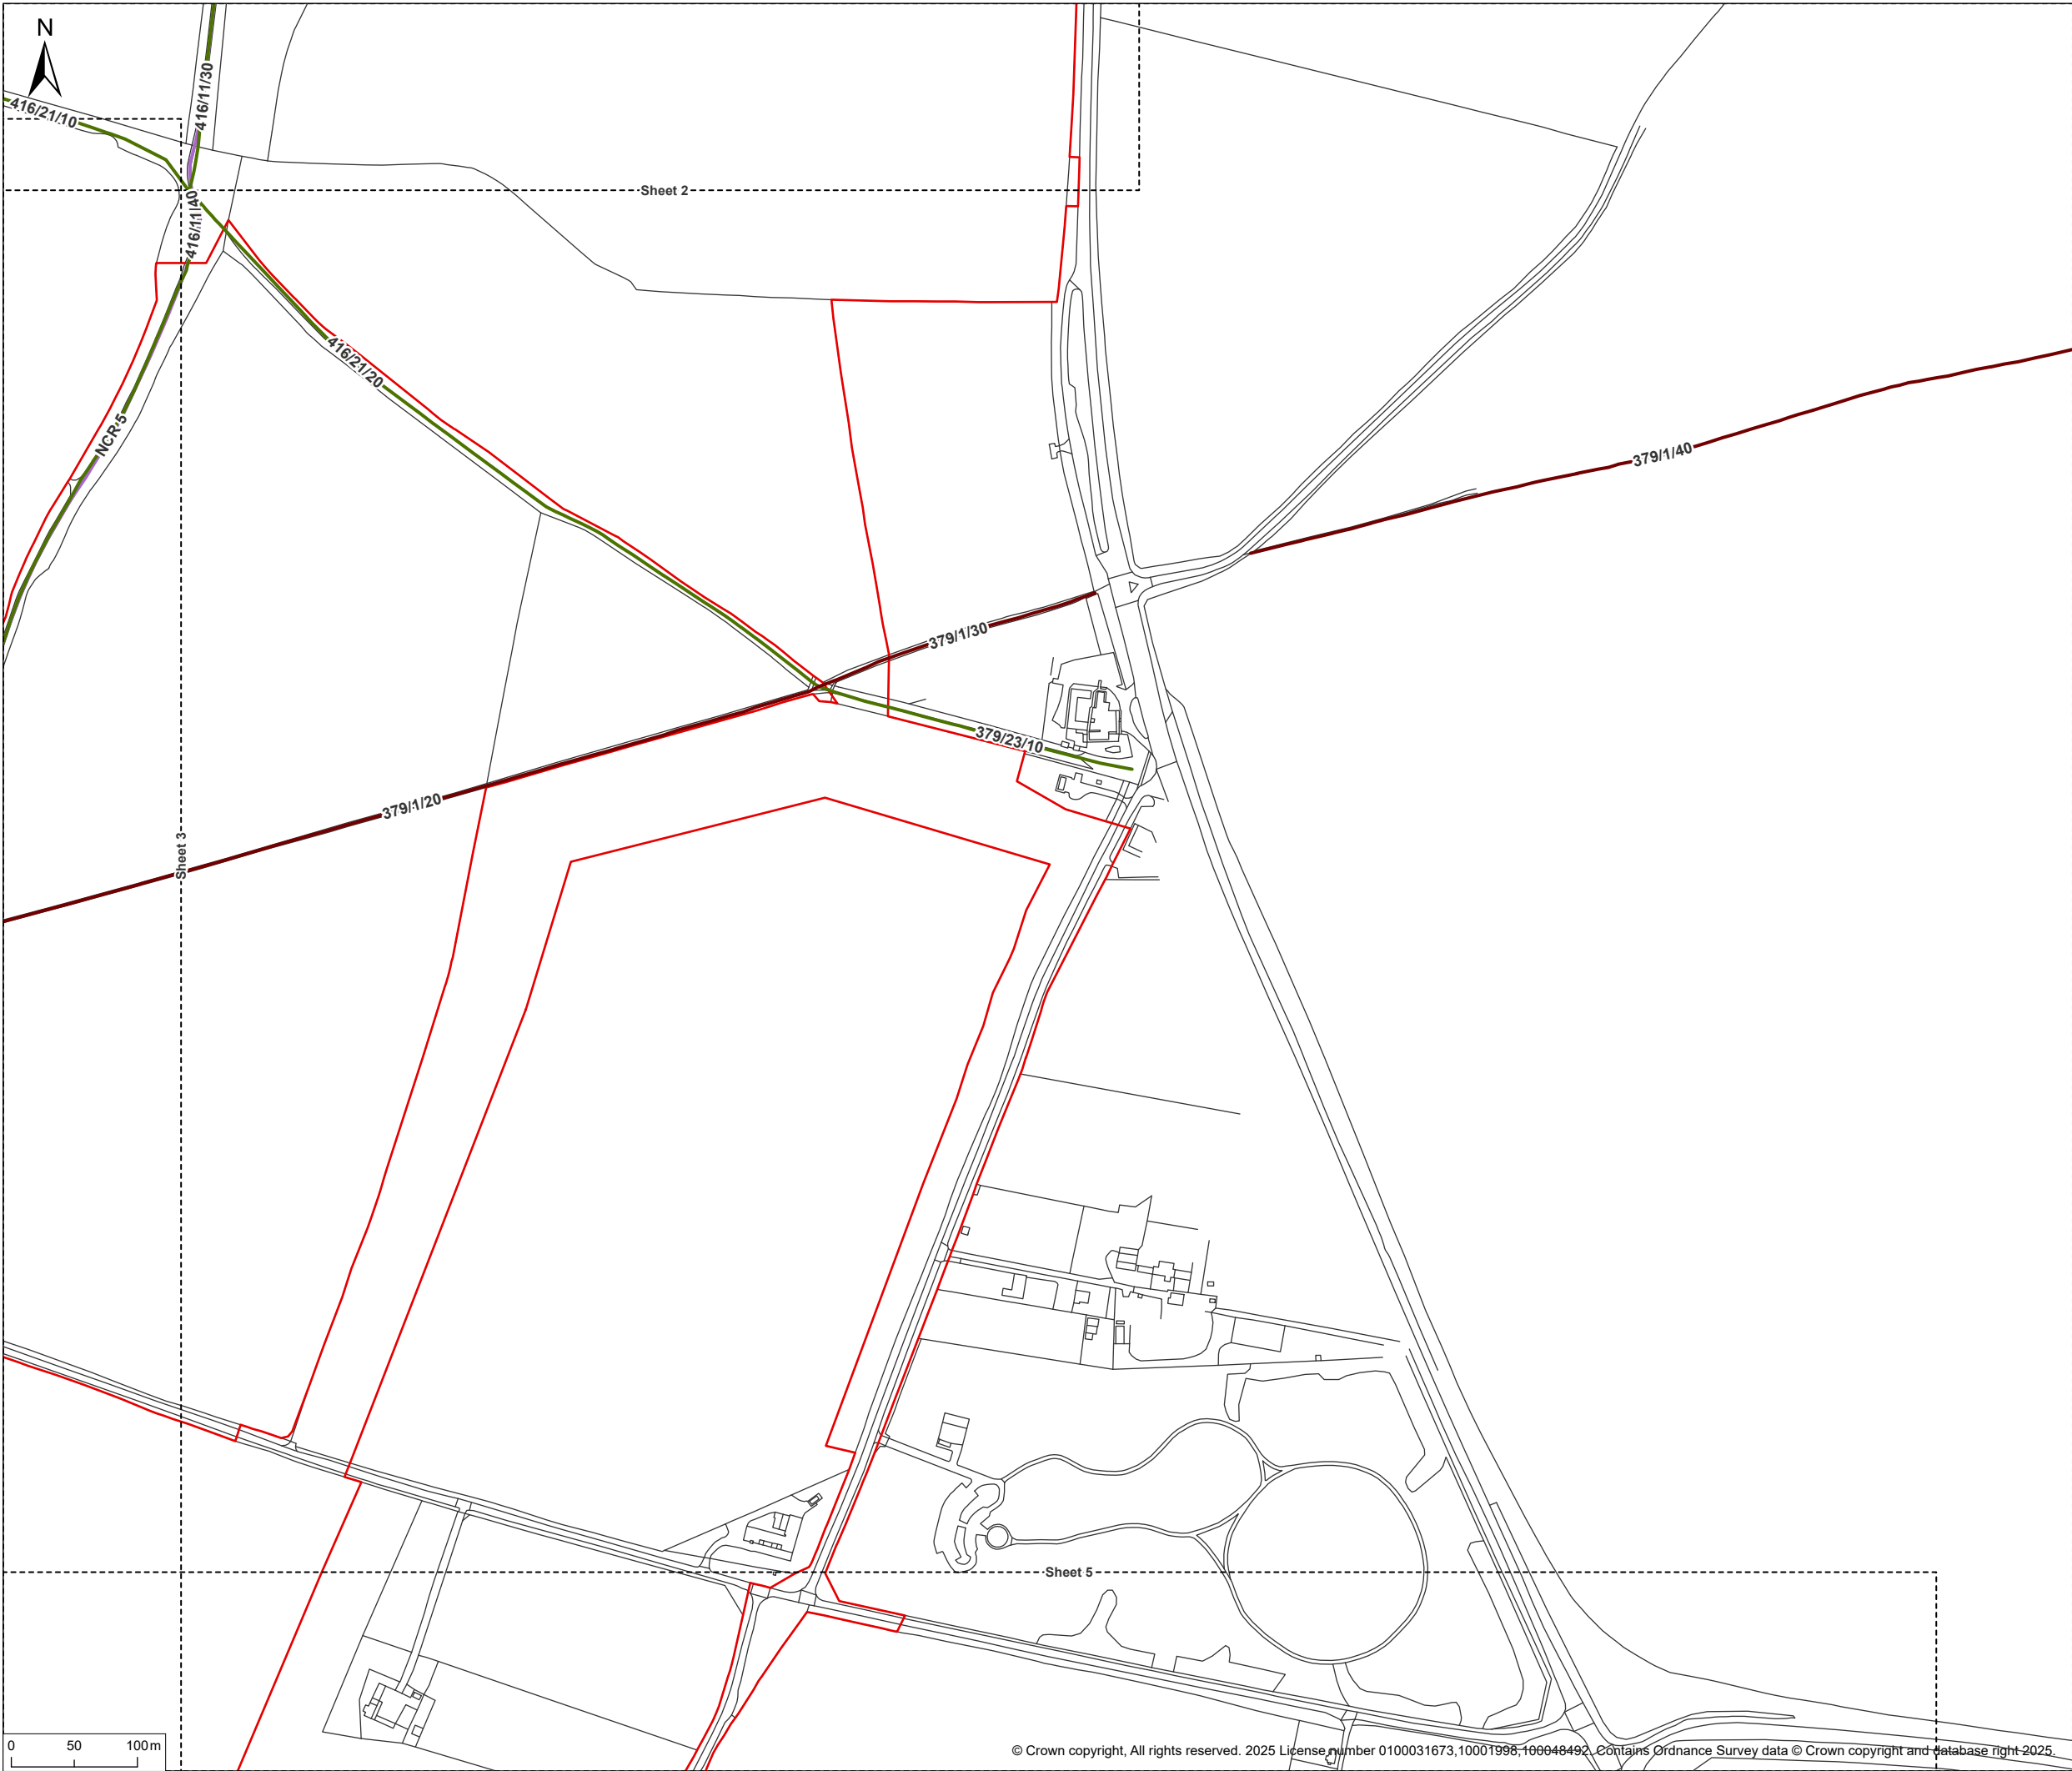 N
416/11/30
416/21/10
Sheet 2
416/11/40
416/21/20
NCR 5
379/1/40
379/1/30
379/23/10
379/1/20
Sheet 3
Sheet 5
0 50 100m
© Crown copyright, All rights reserved. 2025 License number 0100031673,10001998,100048492. Contains Ordnance Survey data © Crown copyright and database right 2025.